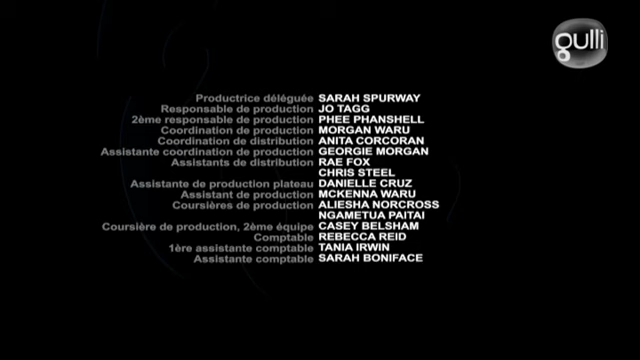 gulli
Productrice déléguée SARAH SPURWAY
Responsable de production JO TAGG
2ème responsable de production PHEE PHANSHELL
Coordination de production MORGAN WARU
Coordination de distribution ANITA CORCORAN
Assistante coordination de production GEORGIE MORGAN
Assistants de distribution RAE FOX
CHRIS STEEL
Assistante de production plateau DANIELLE CRUZ
Assistant de production MCKENNA WARU
Coursières de production ALIESHA NORCROSS
NGAMETUA PAITAI
Coursière de production, 2ème équipe CASEY BELSHAM
Comptable REBECCA REID
1ère assistante comptable TANIA IRWIN
Assistante comptable SARAH BONIFACE